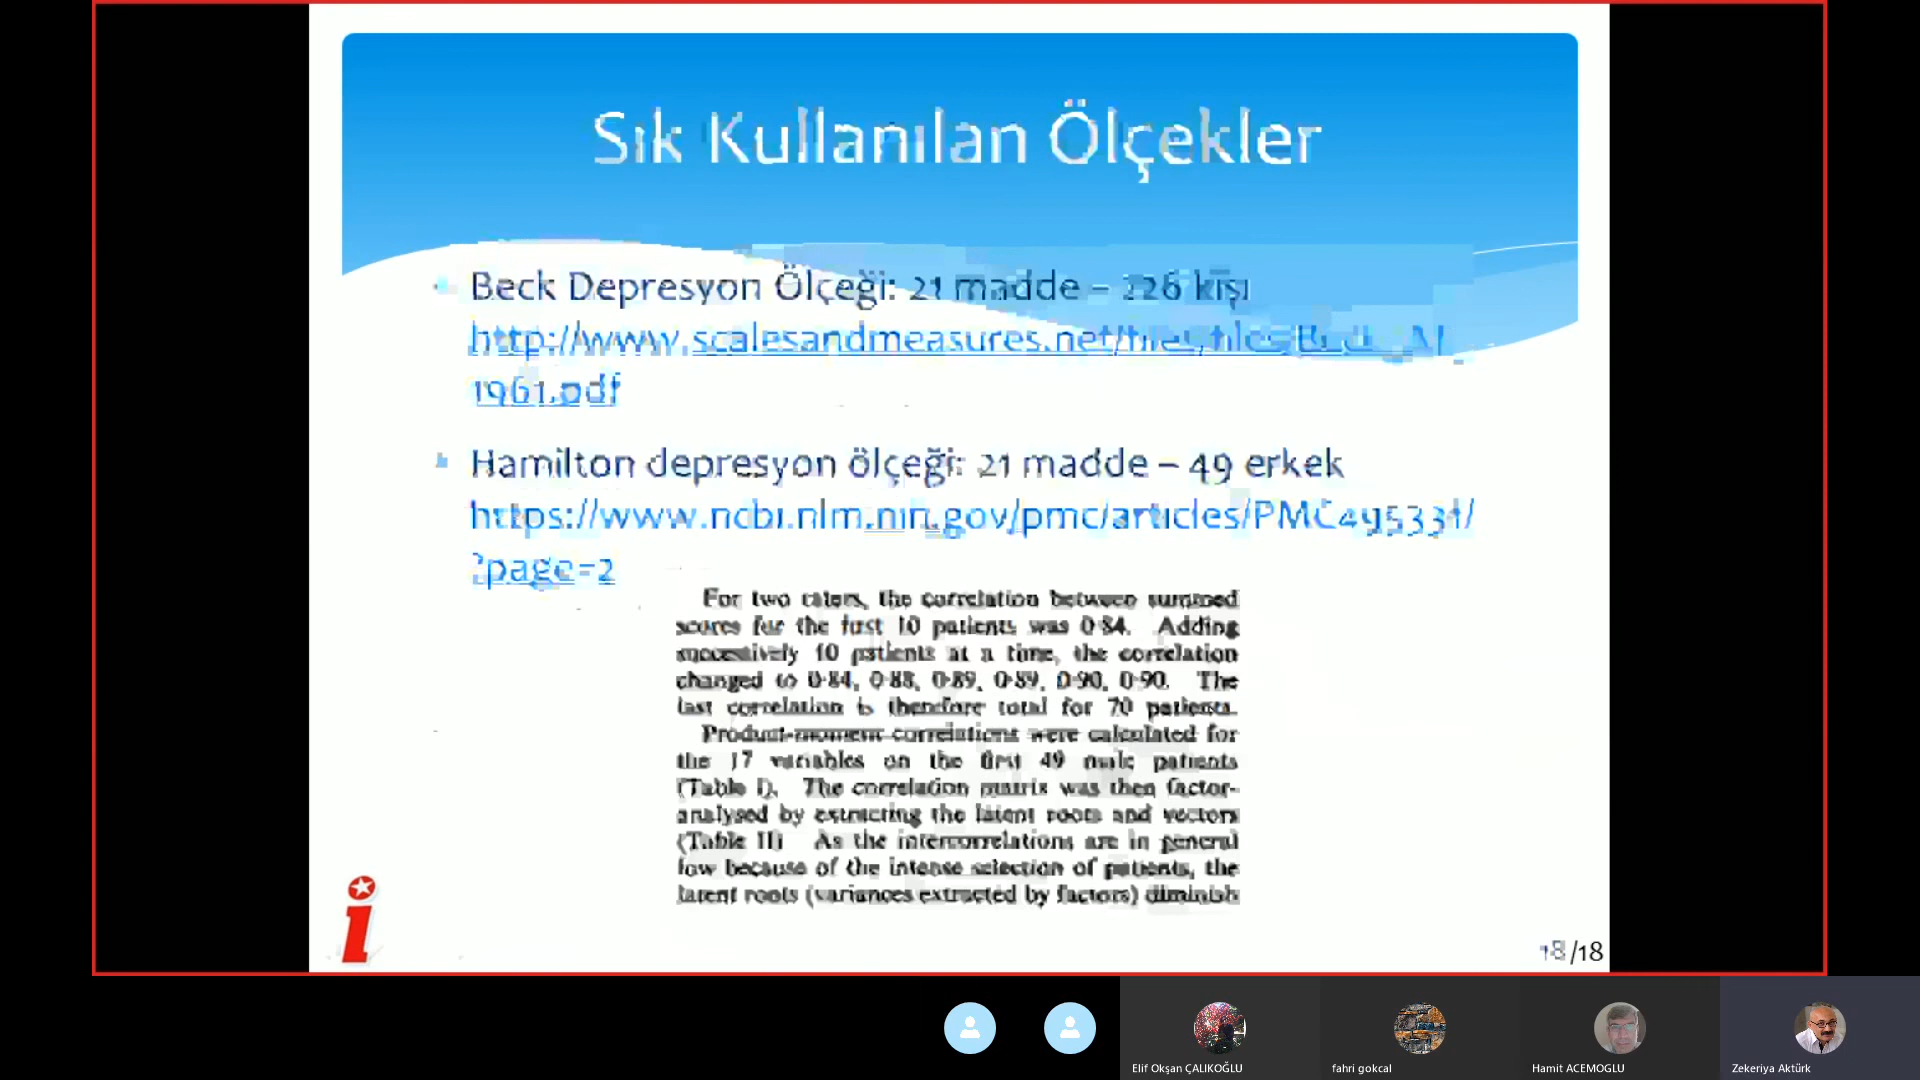 Sık Kullanılan Ölçekler
Beck Depresyon Ölçeği: 21 madde – 226 kişi
http://www.scalesandmeasures.net/files/files/
1961.pdf
Hamilton depresyon ölçeği: 21 madde – 49 erkek
https://www.ncbi.nlm.nih.gov/pmc/articles/PMC495331/
?page=2
For two raters, the correlation between summed
scores for the first 10 patients was 0·84. Adding
successively 10 patients at a time, the correlation
changed to 0·84, 0·88, 0·89, 0·89, 0·90, 0·90. The
last correlation is therefore total for 70 patients.
Product-moment correlations were calculated for
the 17 variables on the first 49 male patients
(Table I). The correlation matrix was then factor-
analysed by extracting the latent roots and vectors
(Table II) As the intercorrelations are in general
low because of the intense selection of patients, the
latent roots (variances extracted by factors) diminish
i
18/18
Elif Okşan ÇALIKOĞLU
fahri gokcal
Hamit ACEMOGLU
Zekeriya Aktürk